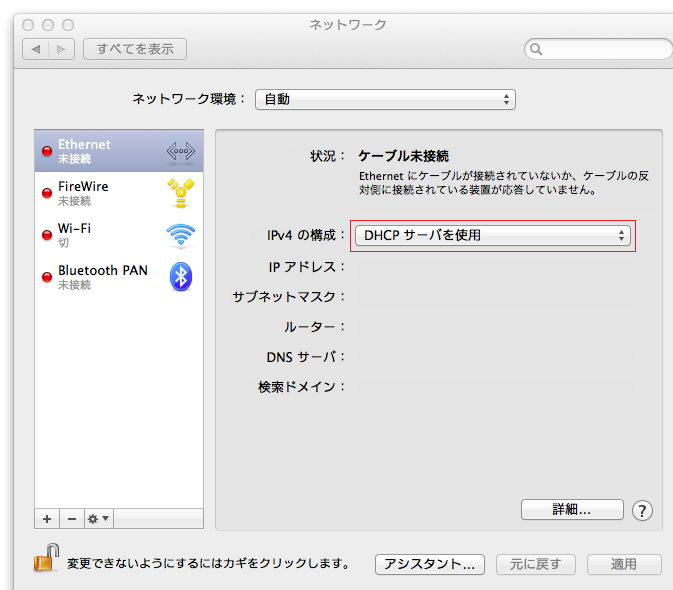 ネットワーク
すべてを表示
ネットワーク環境： 自動
Ethernet
未接続
FireWire
未接続
Wi-Fi
切
Bluetooth PAN
未接続
状況： ケーブル未接続
Ethernet にケーブルが接続されていないか、ケーブルの反
対側に接続されている装置が応答していません。
IPv4 の構成： DHCP サーバを使用
IP アドレス：
サブネットマスク：
ルーター：
DNS サーバ：
検索ドメイン：
詳細... ?
変更できないようにするにはカギをクリックします。
アシスタント... 元に戻す 適用